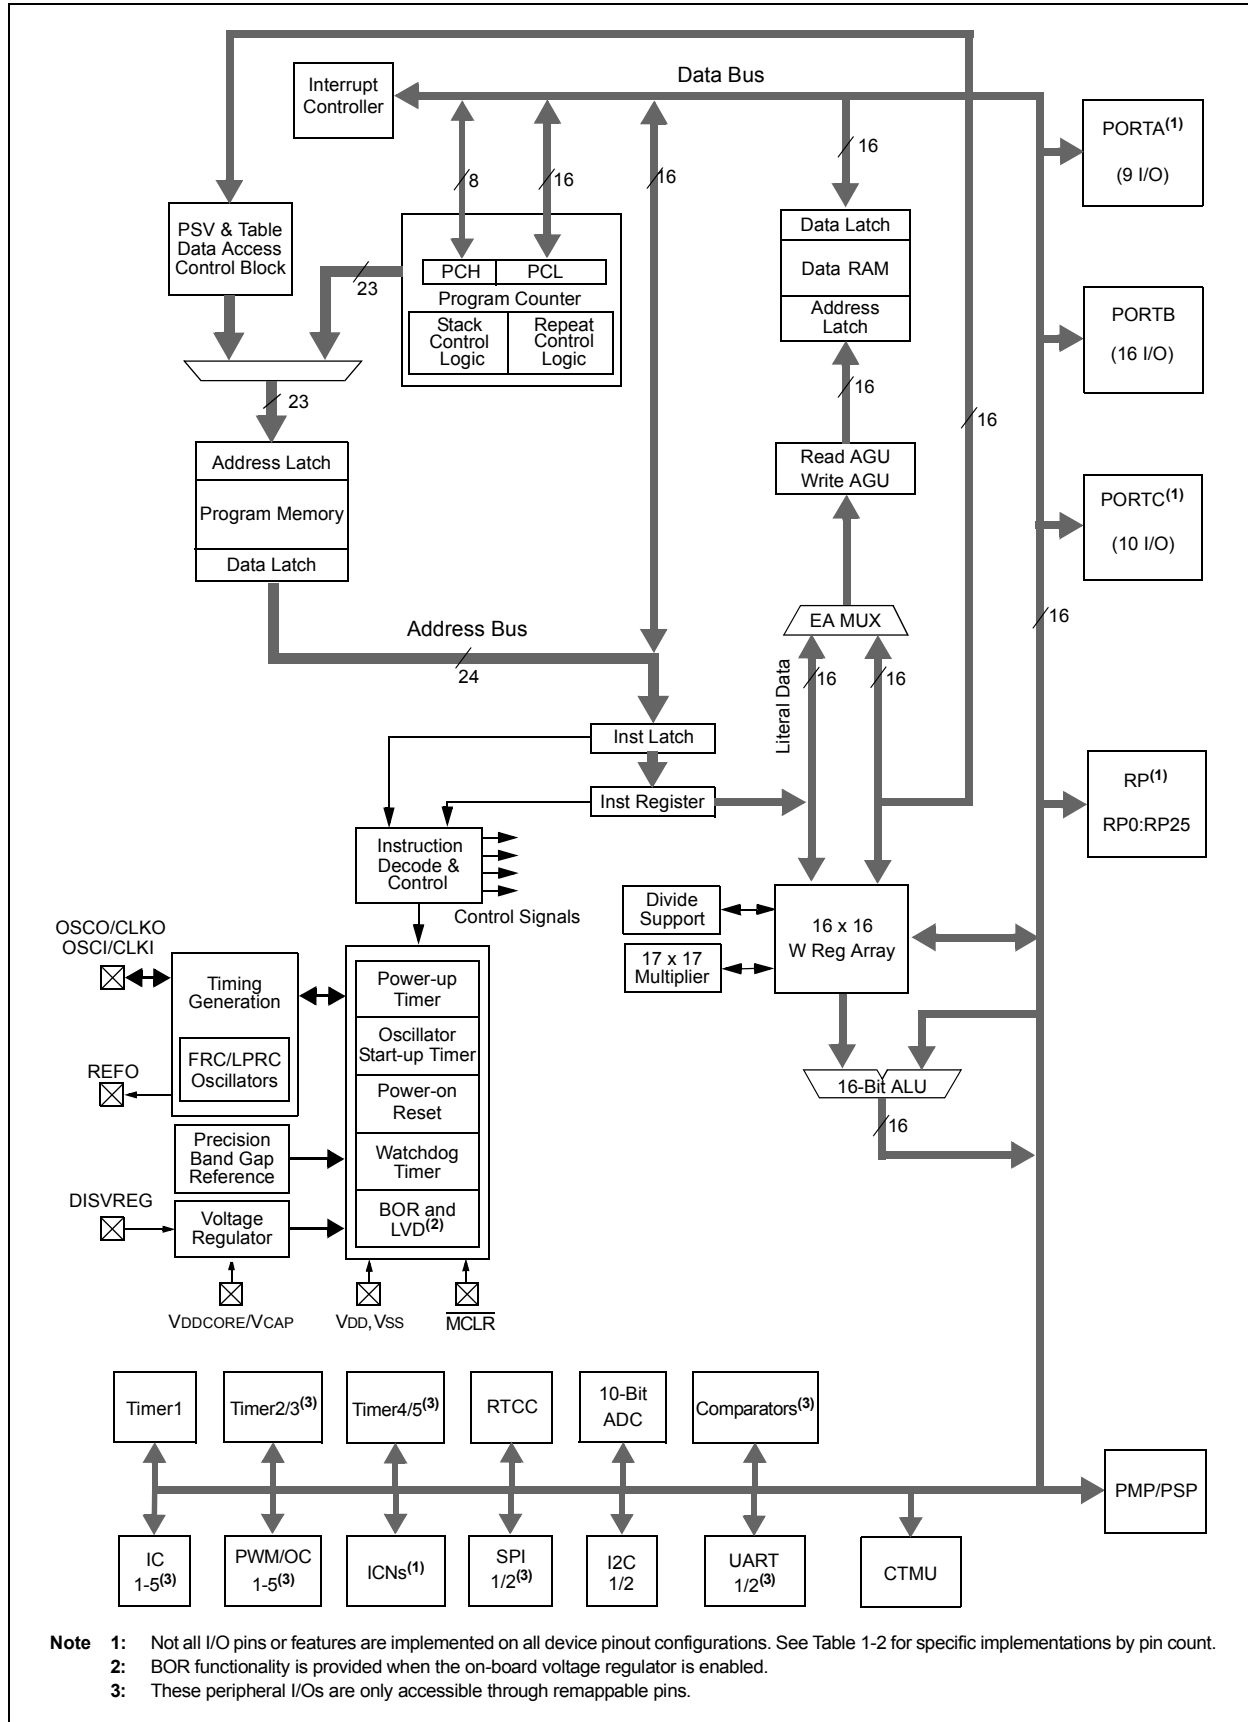 Data Bus
Interrupt
Controller
PORTA(1)
(9 I/O)
8
16
16
16
PSV & Table
Data Access
Control Block
Data Latch
Data RAM
Address
Latch
23
PCH
PCL
Program Counter
Stack
Control
Logic
Repeat
Control
Logic
PORTB
(16 I/O)
23
16
16
Address Latch
Program Memory
Data Latch
Read AGU
Write AGU
PORTC(1)
(10 I/O)
EA MUX
16
Address Bus
24
Literal Data
16
16
Inst Latch
Inst Register
RP(1)
RP0:RP25
Instruction
Decode &
Control
Control Signals
Divide
Support
17 x 17
Multiplier
16 x 16
W Reg Array
OSCO/CLKO
OSCI/CLKI
Timing
Generation
FRC/LPRC
Oscillators
REFO
Power-up
Timer
Oscillator
Start-up Timer
Power-on
Reset
Watchdog
Timer
BOR and
LVD(2)
16-Bit ALU
16
Precision
Band Gap
Reference
DISVREG
Voltage
Regulator
VDDCORE/VCAP
VDD, VSS
MCLR
Timer1
Timer2/3(3)
Timer4/5(3)
RTCC
10-Bit
ADC
Comparators(3)
PMP/PSP
IC
1-5(3)
PWM/OC
1-5(3)
ICNs(1)
SPI
1/2(3)
I2C
1/2
UART
1/2(3)
CTMU
Note 1: Not all I/O pins or features are implemented on all device pinout configurations. See Table 1-2 for specific implementations by pin count.
2: BOR functionality is provided when the on-board voltage regulator is enabled.
3: These peripheral I/Os are only accessible through remappable pins.